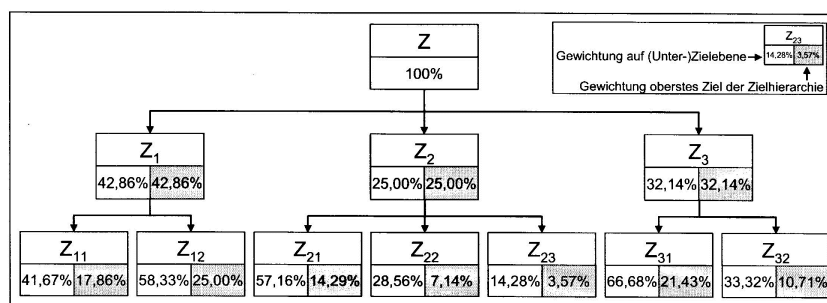 Z
100%
Z23
Gewichtung auf (Unter-)Zielebene
14,28% 3,57%
Gewichtung oberstes Ziel der Zielhierarchie
Z1
42,86% 42,86%
Z2
25,00% 25,00%
Z3
32,14% 32,14%
Z11
41,67% 17,86%
Z12
58,33% 25,00%
Z21
57,16% 14,29%
Z22
28,56% 7,14%
Z23
14,28% 3,57%
Z31
66,68% 21,43%
Z32
33,32% 10,71%